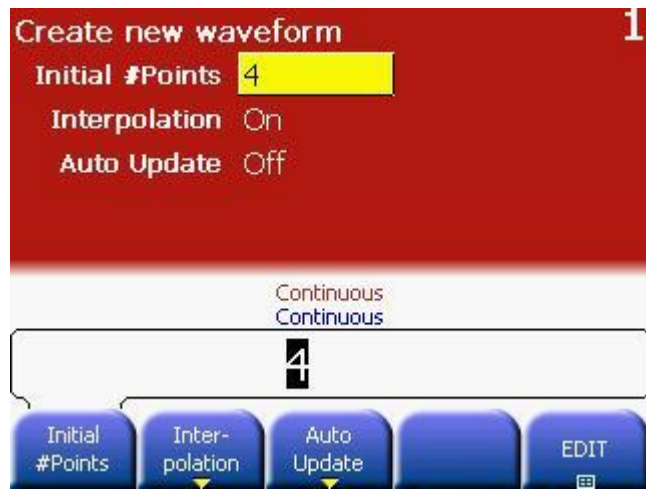 Create new waveform
1
Initial #Points 4
Interpolation On
Auto Update Off
Continuous
Continuous
4
Initial #Points
Inter-polation
Auto Update
EDIT